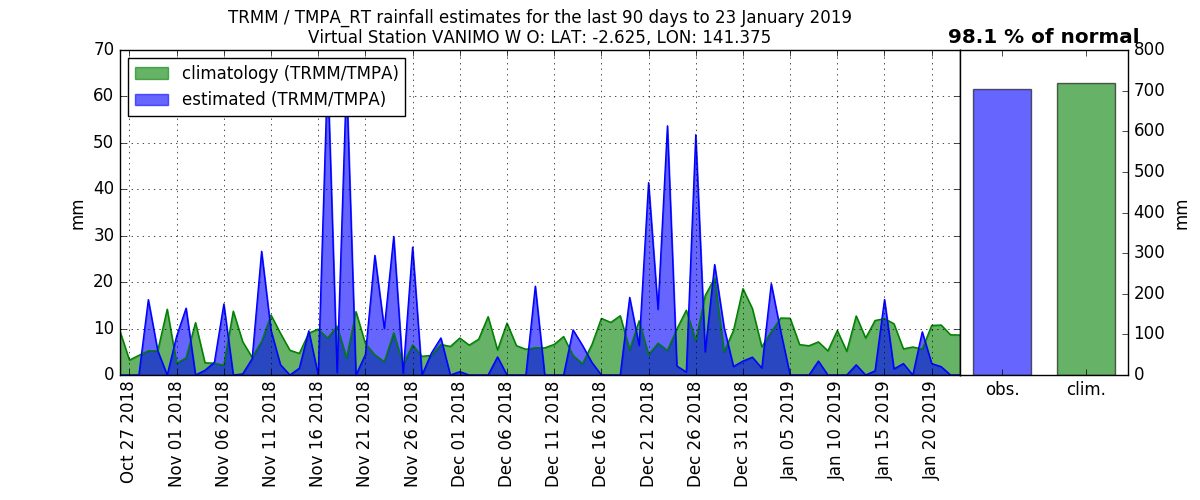 TRMM / TMPA_RT rainfall estimates for the last 90 days to 23 January 2019
Virtual Station VANIMO W O: LAT: -2.625, LON: 141.375
98.1 % of normal
climatology (TRMM/TMPA)
estimated (TRMM/TMPA)
70
60
50
40
30
20
10
0
mm
Oct 27 2018
Nov 01 2018
Nov 06 2018
Nov 11 2018
Nov 16 2018
Nov 21 2018
Nov 26 2018
Dec 01 2018
Dec 06 2018
Dec 11 2018
Dec 16 2018
Dec 21 2018
Dec 26 2018
Dec 31 2018
Jan 05 2019
Jan 10 2019
Jan 15 2019
Jan 20 2019
obs.
clim.
800
700
600
500
400
300
200
100
0
mm